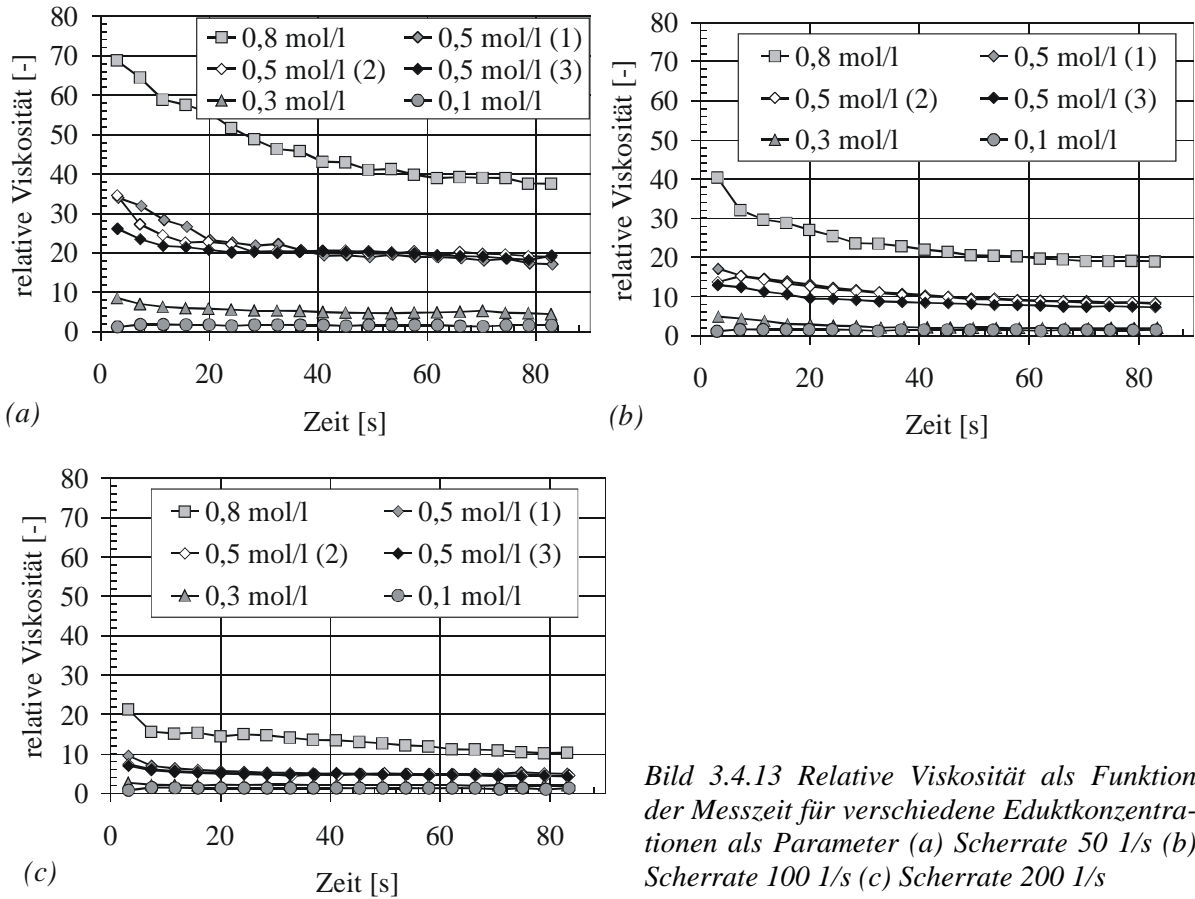 80
70
60
50
40
30
20
10
0
relative Viskosität [-]
0,8 mol/l
0,5 mol/l (1)
0,5 mol/l (2)
0,5 mol/l (3)
0,3 mol/l
0,1 mol/l
0 20 40 60 80
Zeit [s]
(a)
80
70
60
50
40
30
20
10
0
relative Viskosität [-]
0,8 mol/l
0,5 mol/l (1)
0,5 mol/l (2)
0,5 mol/l (3)
0,3 mol/l
0,1 mol/l
0 20 40 60 80
Zeit [s]
(b)
80
70
60
50
40
30
20
10
0
relative Viskosität [-]
0,8 mol/l
0,5 mol/l (1)
0,5 mol/l (2)
0,5 mol/l (3)
0,3 mol/l
0,1 mol/l
0 20 40 60 80
Zeit [s]
(c)
Bild 3.4.13 Relative Viskosität als Funktion
der Messzeit für verschiedene Eduktkonzentra-
tionen als Parameter (a) Scherrate 50 1/s (b)
Scherrate 100 1/s (c) Scherrate 200 1/s